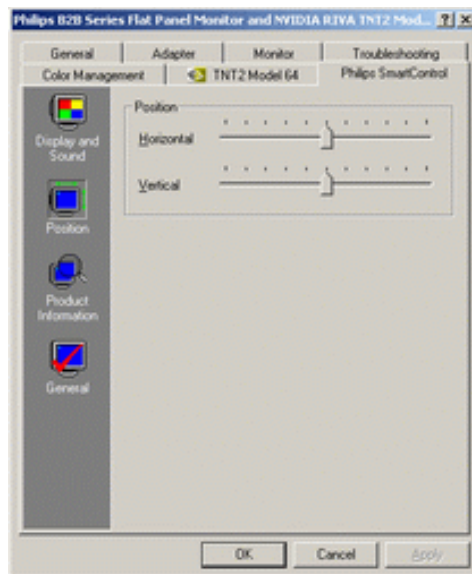 Philips B2B Series Flat Panel Monitor and NVIDIA RIVA TNT2 Mod...
General Adapter Monitor Troubleshooting
Color Management TNT2 Model 64 Philips SmartControl
Display and
Sound
Position
Horizontal
Vertical
Position
Product
Information
General
OK Cancel Apply